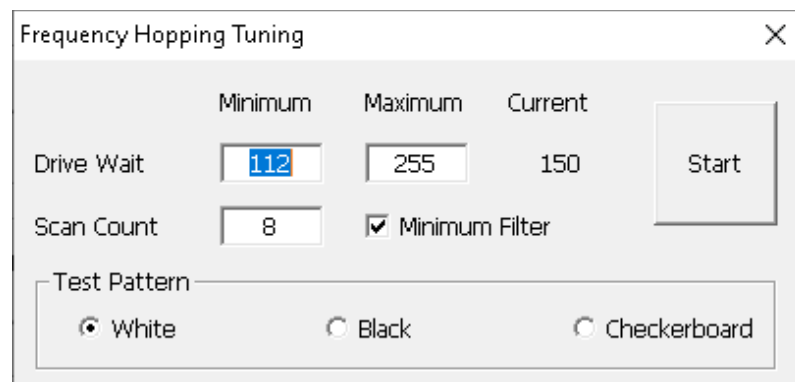 Frequency Hopping Tuning
Minimum Maximum Current
Drive Wait 112 255 150 Start
Scan Count 8 Minimum Filter
Test Pattern
White Black Checkerboard